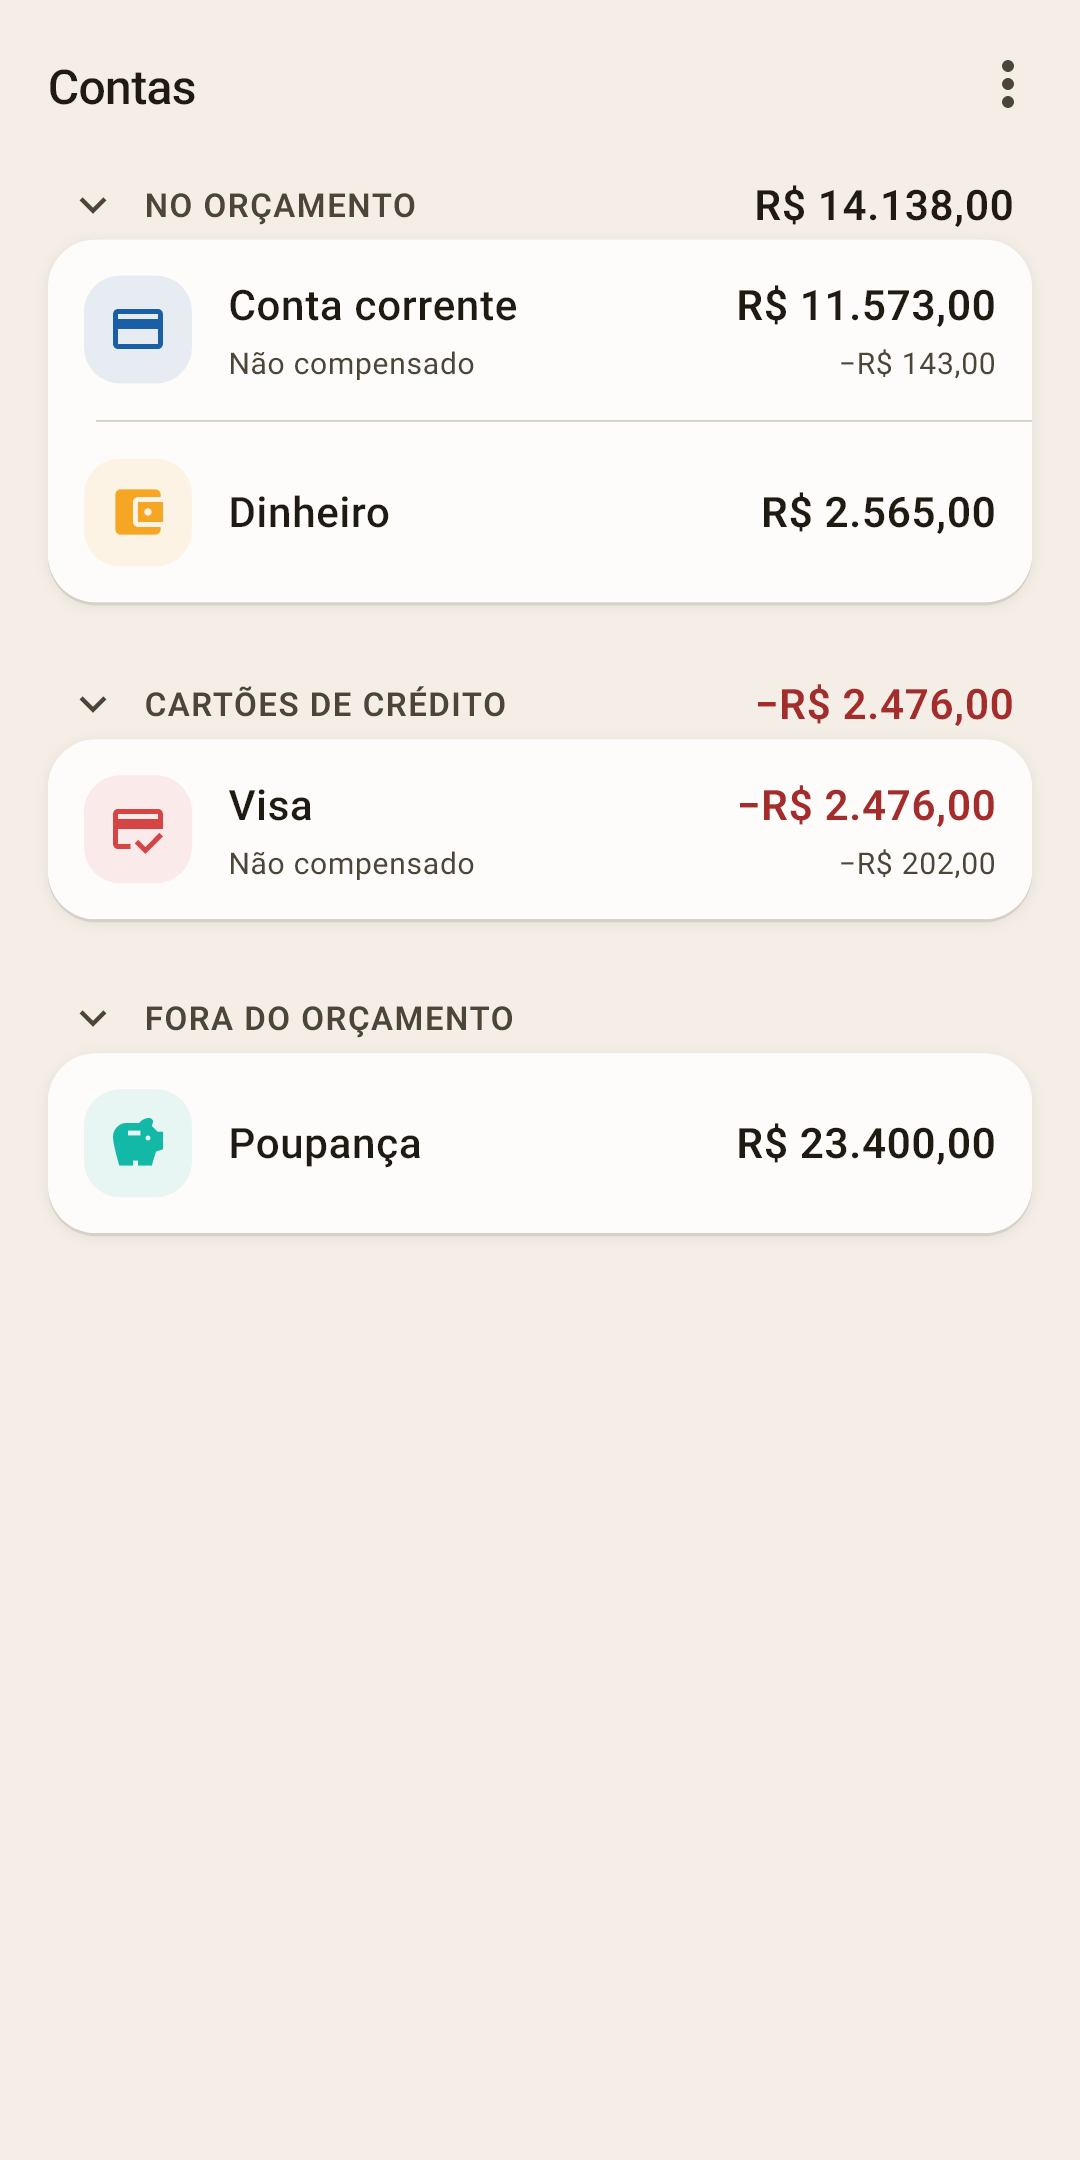 Contas
NO ORÇAMENTO R$ 14.138,00
Conta corrente R$ 11.573,00
Não compensado −R$ 143,00
Dinheiro R$ 2.565,00
CARTÕES DE CRÉDITO −R$ 2.476,00
Visa −R$ 2.476,00
Não compensado −R$ 202,00
FORA DO ORÇAMENTO
Poupança R$ 23.400,00